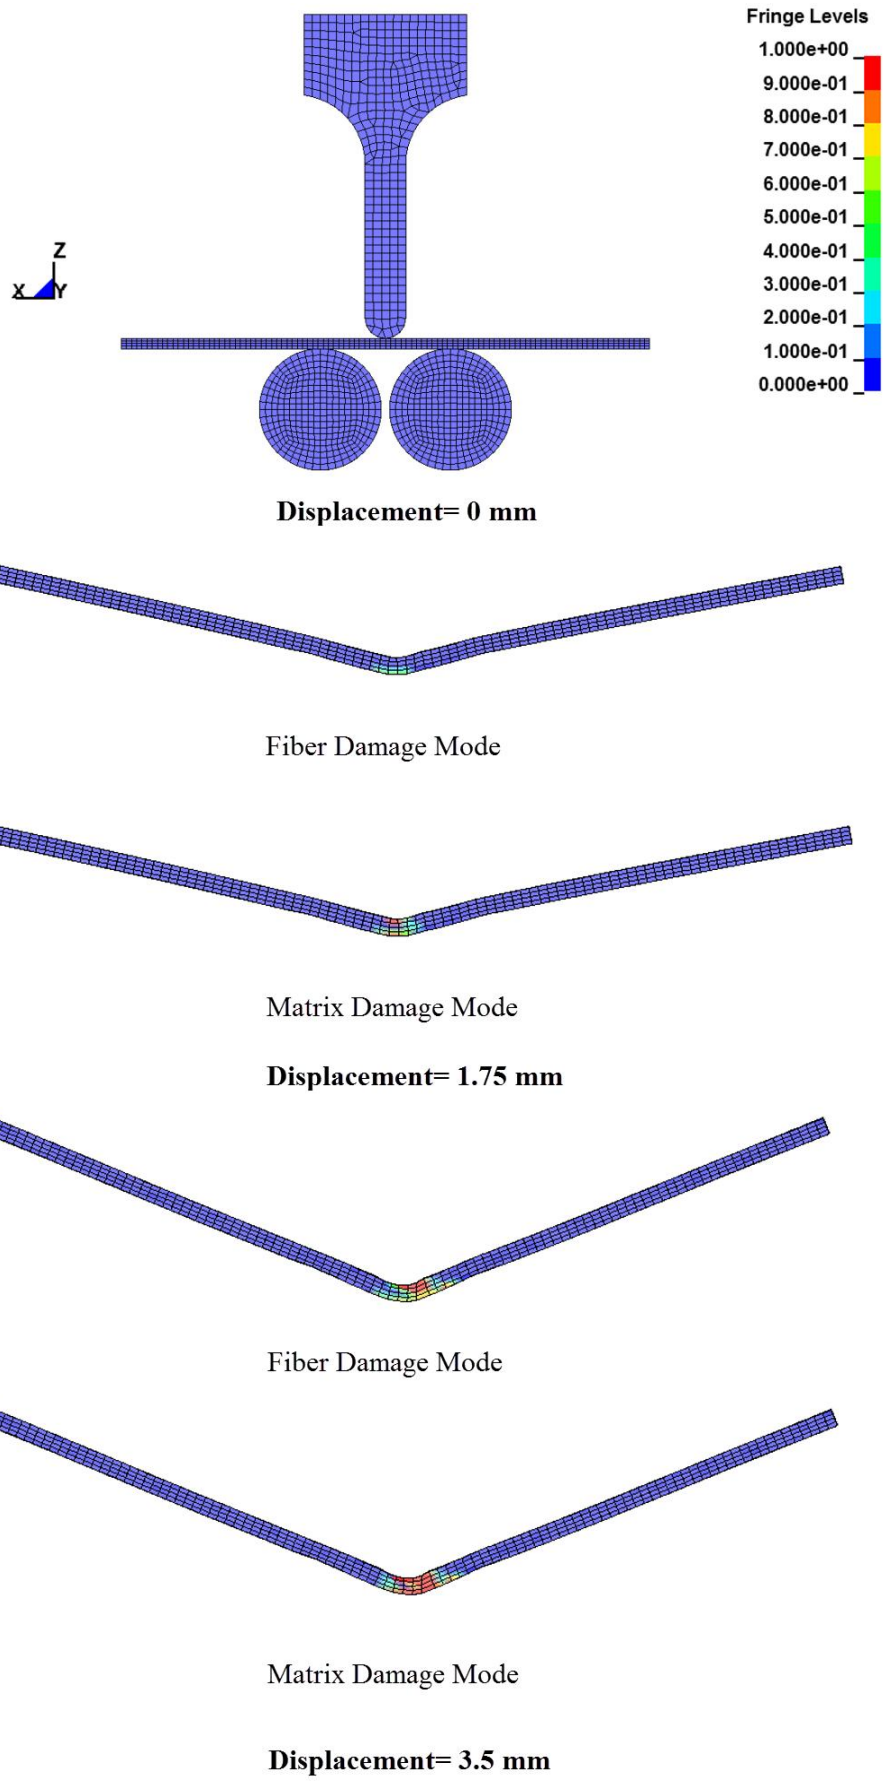 Fringe Levels
1.000e+00
9.000e-01
8.000e-01
7.000e-01
6.000e-01
5.000e-01
4.000e-01
3.000e-01
2.000e-01
1.000e-01
0.000e+00
Z
X Y
Displacement= 0 mm
Fiber Damage Mode
Matrix Damage Mode
Displacement= 1.75 mm
Fiber Damage Mode
Matrix Damage Mode
Displacement= 3.5 mm